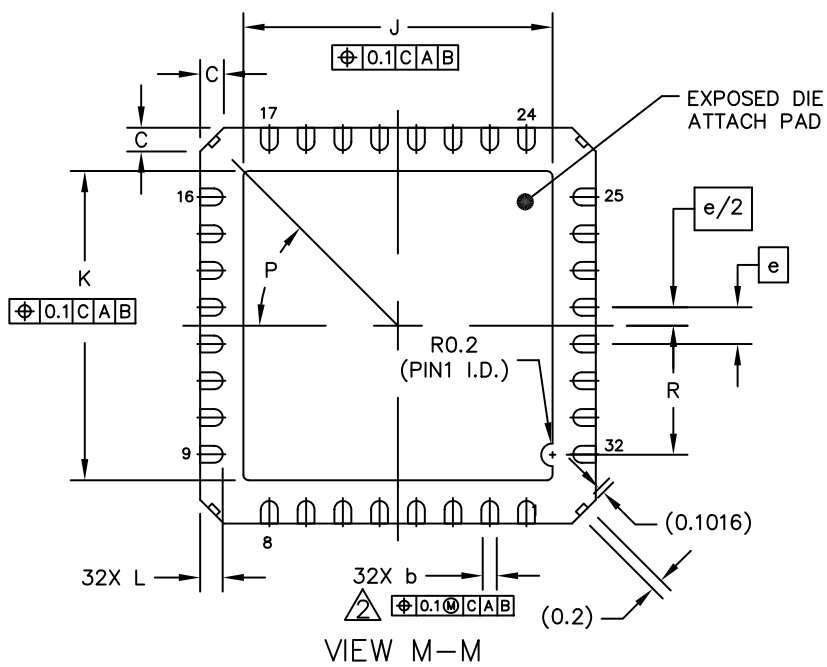 J
⌖ 0.1 C A B
C
17
24
EXPOSED DIE
ATTACH PAD
C
16
25
e/2
P
K
e
⌖ 0.1 C A B
R0.2
(PIN1 I.D.)
R
9
32
(0.1016)
8
1
32X L
32X b
2
⌖ 0.1Ⓜ C A B
(0.2)
VIEW M-M